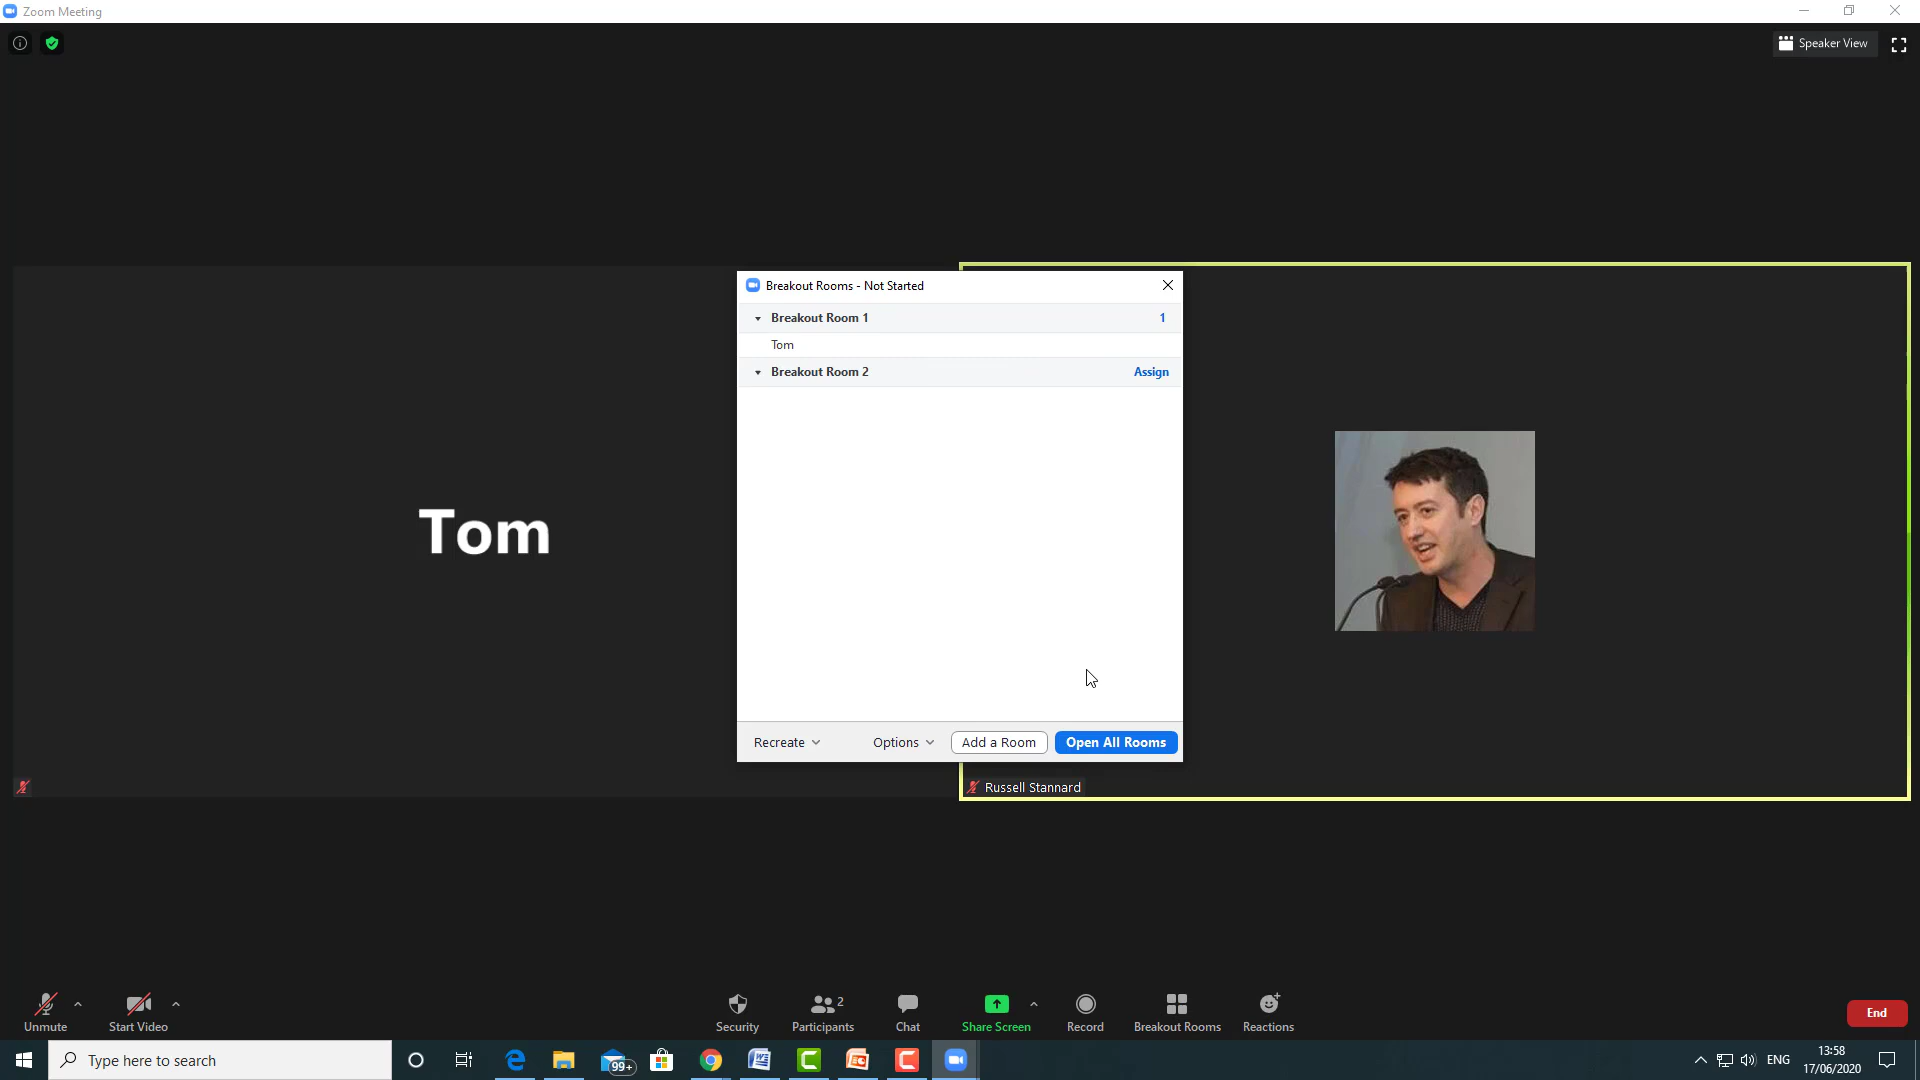 Zoom Meeting
Speaker View
Breakout Rooms - Not Started
Breakout Room 1 1
Tom
Breakout Room 2 Assign
Tom
Recreate Options Add a Room Open All Rooms
Russell Stannard
Unmute
Start Video
Security
2
Participants
Chat
Share Screen
Record
Breakout Rooms
Reactions
End
Type here to search
99+
ENG
13:58
17/06/2020